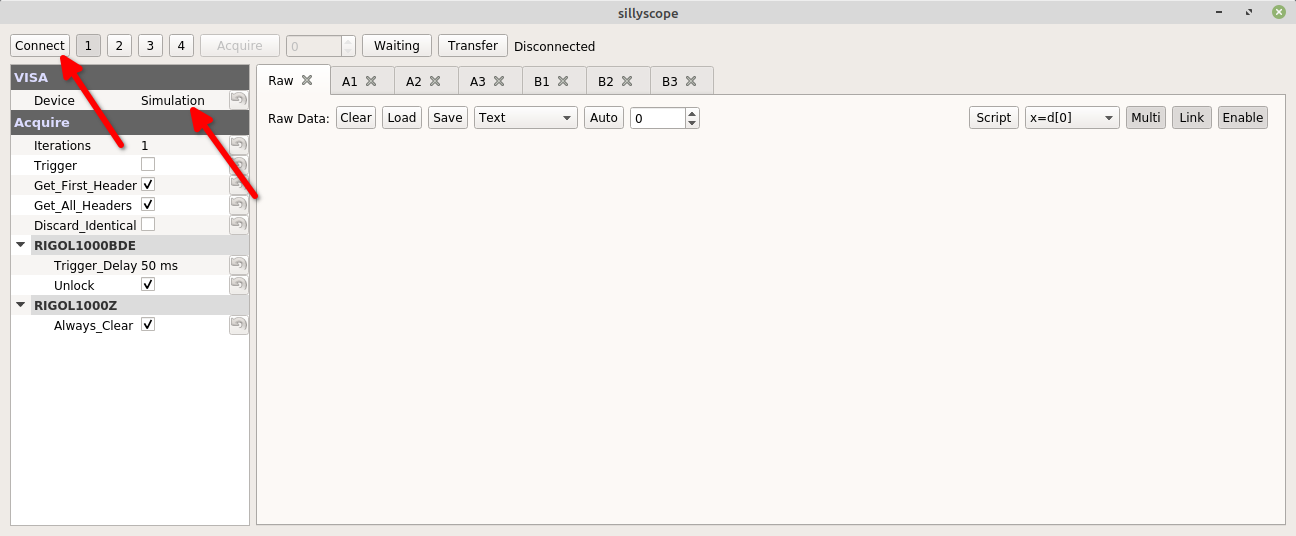 sillyscope
Connect 1 2 3 4 Acquire 0 Waiting Transfer Disconnected
VISA
Device Simulation
Acquire
Iterations 1
Trigger
Get_First_Header
Get_All_Headers
Discard_Identical
RIGOL1000BDE
Trigger_Delay 50 ms
Unlock
RIGOL1000Z
Always_Clear
Raw A1 A2 A3 B1 B2 B3
Raw Data: Clear Load Save Text Auto 0 Script x=d[0] Multi Link Enable